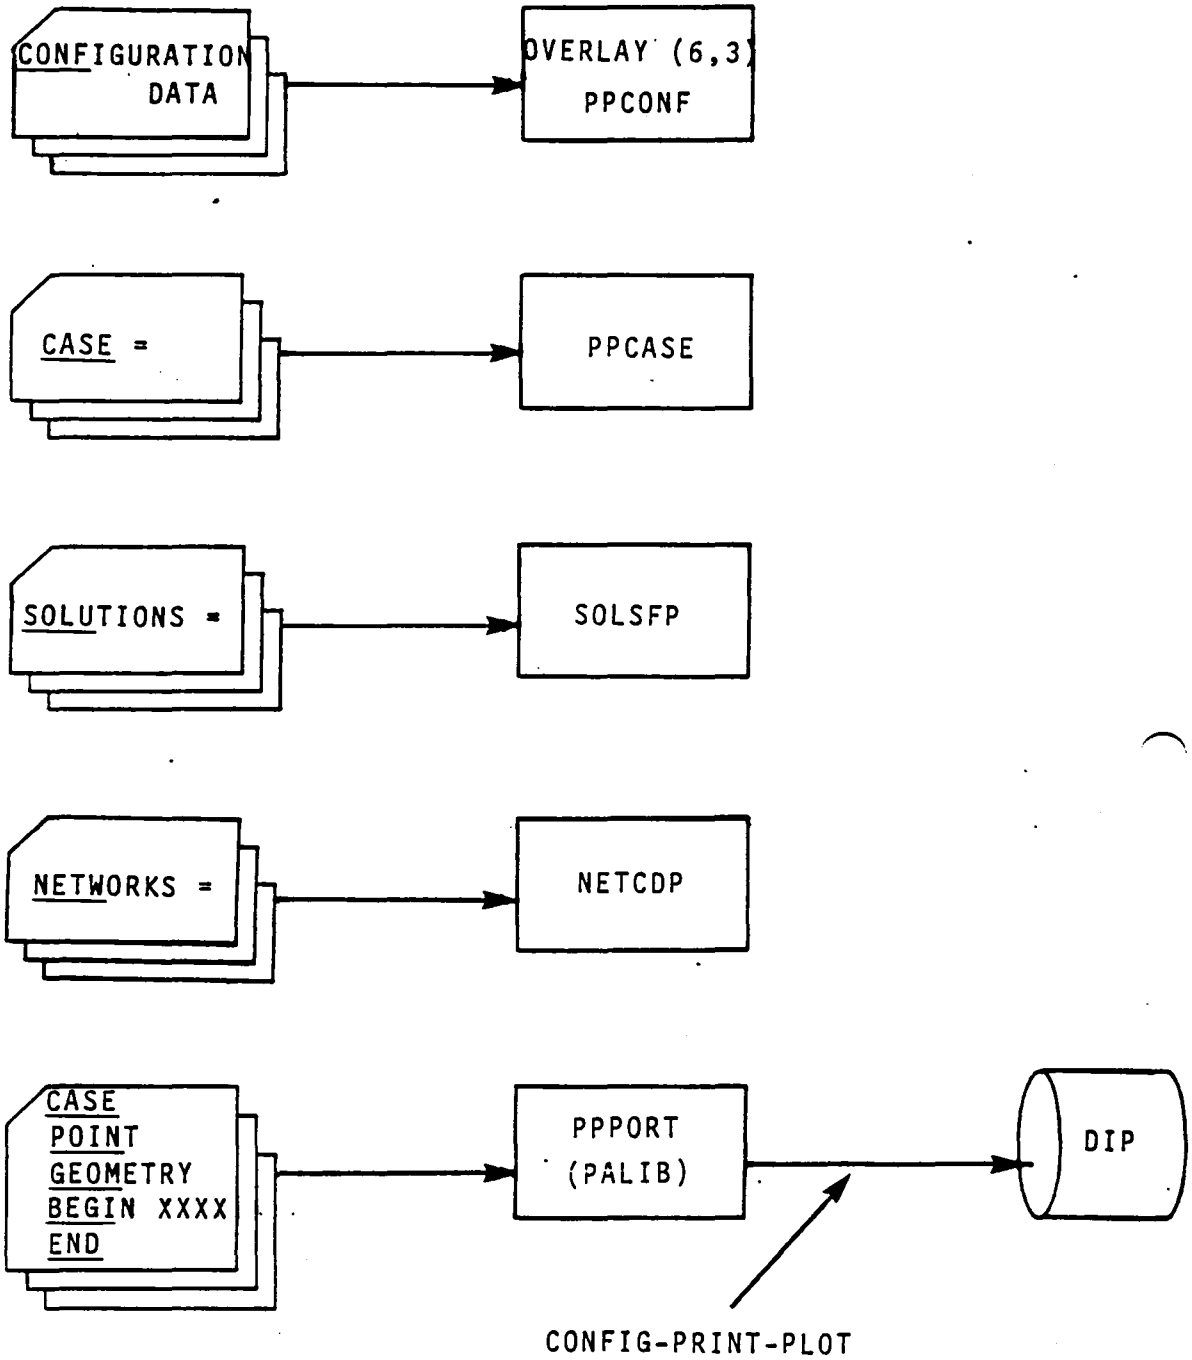 CONFIGURATION
DATA
OVERLAY (6,3)
PPCONF
CASE =
PPCASE
SOLUTIONS =
SOLSFP
NETWORKS =
NETCDP
CASE
POINT
GEOMETRY
BEGIN XXXX
END
PPPORT
(PALIB)
DIP
CONFIG-PRINT-PLOT